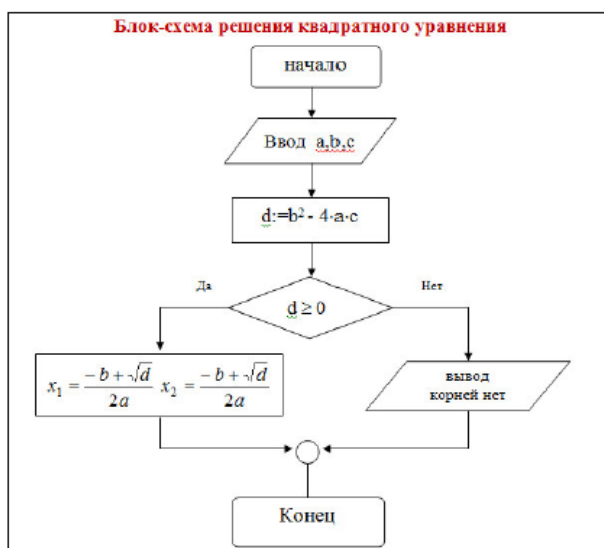 Блок-схема решения квадратного уравнения
начало
Ввод a,b,c
d:=b² - 4·a·c
Да
Нет
d ≥ 0
x₁ = (-b + √d)/2a x₂ = (-b + √d)/2a
вывод
корней нет
Конец